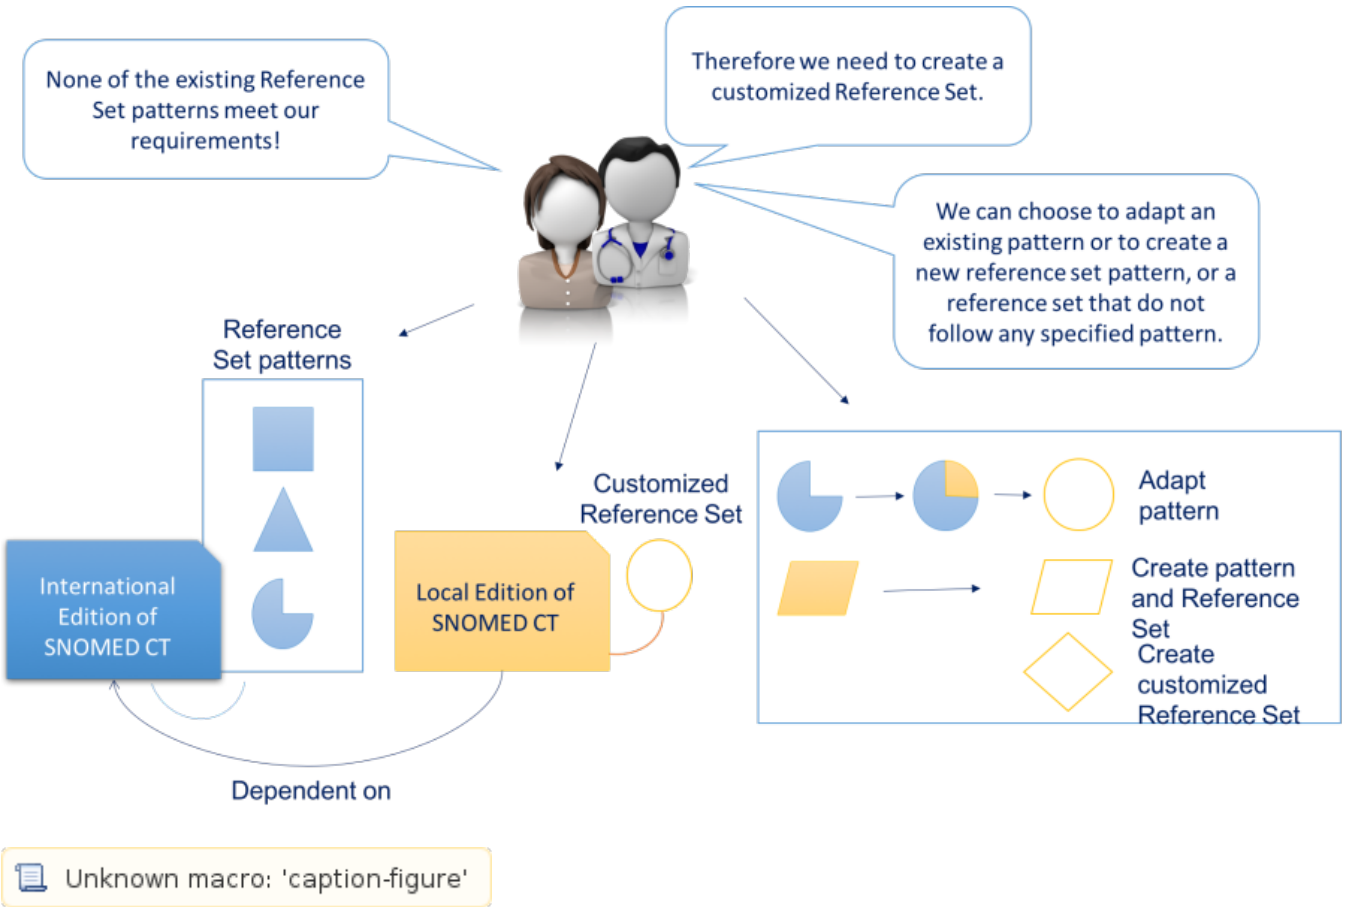 None of the existing Reference
Set patterns meet our
requirements!
Therefore we need to create a
customized Reference Set.
We can choose to adapt an
existing pattern or to create a
new reference set pattern, or a
reference set that do not
follow any specified pattern.
Reference
Set patterns
International
Edition of
SNOMED CT
Customized
Reference Set
Local Edition of
SNOMED CT
Adapt
pattern
Create pattern
and Reference
Set
Create
customized
Reference Set
Dependent on
Unknown macro: 'caption-figure'